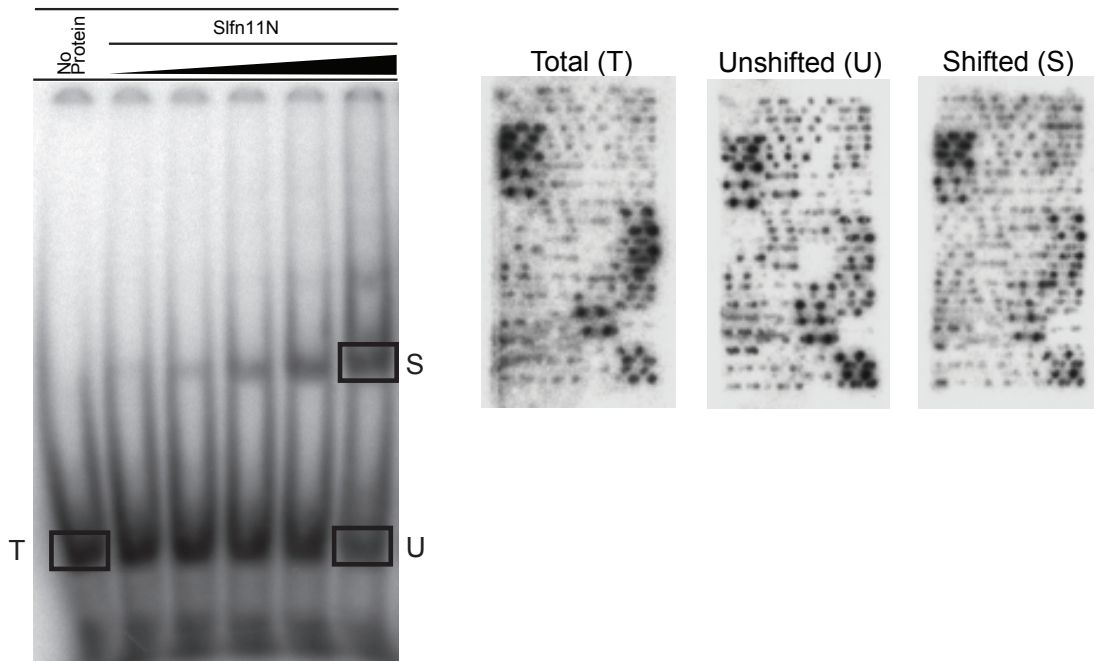 Slfn11N
No
Protein
Total (T)
Unshifted (U)
Shifted (S)
S
T
U